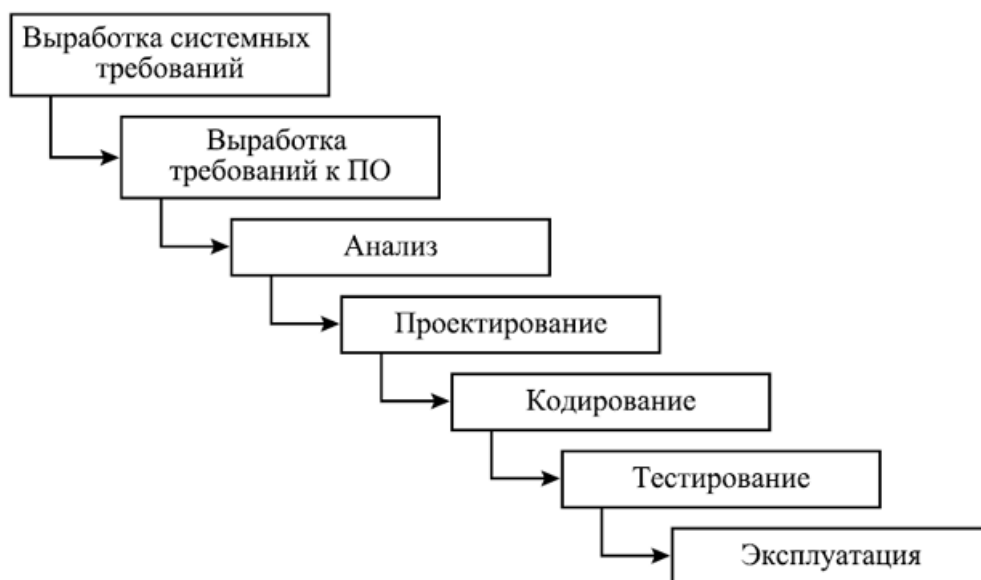 Выработка системных
требований
Выработка
требований к ПО
Анализ
Проектирование
Кодирование
Тестирование
Эксплуатация